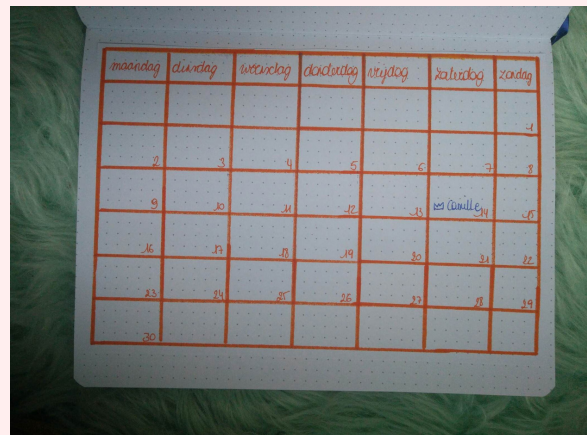 maandag dinsdag woensdag donderdag vrijdag zaterdag zondag
1
2 3 4 5 6 7 8
9 10 11 12 13 Camille 14 15
16 17 18 19 20 21 22
23 24 25 26 27 28 29
30